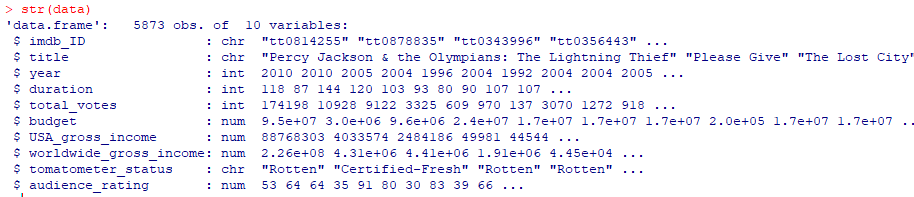 > str(data)
'data.frame':   5873 obs. of  10 variables:
 $ imdb_ID               : chr  "tt0814255" "tt0878835" "tt0343996" "tt0356443" ...
 $ title                 : chr  "Percy Jackson & the Olympians: The Lightning Thief" "Please Give" "The Lost City"
 $ year                  : int  2010 2010 2005 2004 1996 2004 1992 2004 2004 2005 ...
 $ duration              : int  118 87 144 120 103 93 80 90 107 107 ...
 $ total_votes           : int  174198 10928 9122 3325 609 970 137 3070 1272 918 ...
 $ budget                : num  9.5e+07 3.0e+06 9.6e+06 2.4e+07 1.7e+07 1.7e+07 1.7e+07 2.0e+05 1.7e+07 1.7e+07 ..
 $ USA_gross_income      : num  88768303 4033574 2484186 49981 44544 ...
 $ worldwide_gross_income: num  2.26e+08 4.31e+06 4.41e+06 1.91e+06 4.45e+04 ...
 $ tomatometer_status    : chr  "Rotten" "Certified-Fresh" "Rotten" "Rotten" ...
 $ audience_rating       : num  53 64 64 35 91 80 30 83 39 66 ...